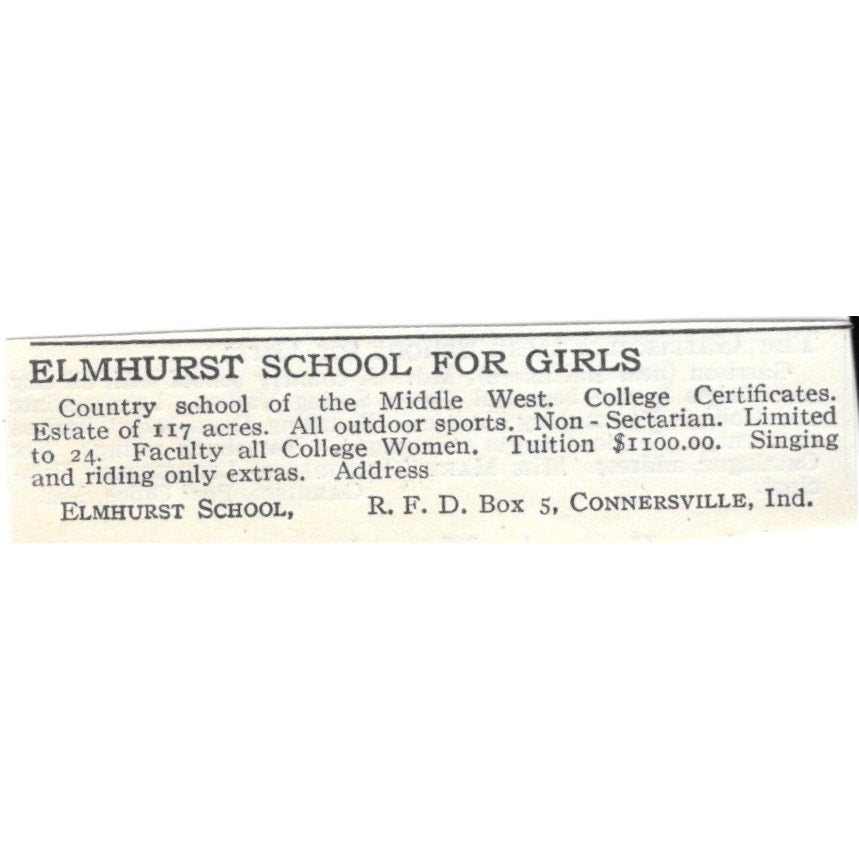 ELMHURST SCHOOL FOR GIRLS
Country school of the Middle West. College Certificates.
Estate of 117 acres. All outdoor sports. Non-Sectarian. Limited
to 24. Faculty all College Women. Tuition $1100.00. Singing
and riding only extras. Address
ELMHURST SCHOOL, R. F. D. Box 5, CONNERSVILLE, Ind.